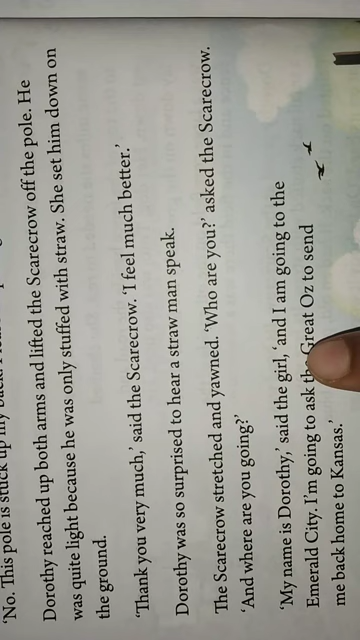 'No. This pole is stuck up my back.
Dorothy reached up both arms and lifted the Scarecrow off the pole. He
was quite light because he was only stuffed with straw. She set him down on
the ground.
'Thank you very much,' said the Scarecrow. 'I feel much better.'
Dorothy was so surprised to hear a straw man speak.
The Scarecrow stretched and yawned. 'Who are you?' asked the Scarecrow.
'And where are you going?'
'My name is Dorothy,' said the girl, 'and I am going to the
Emerald City. I'm going to ask the Great Oz to send
me back home to Kansas.'